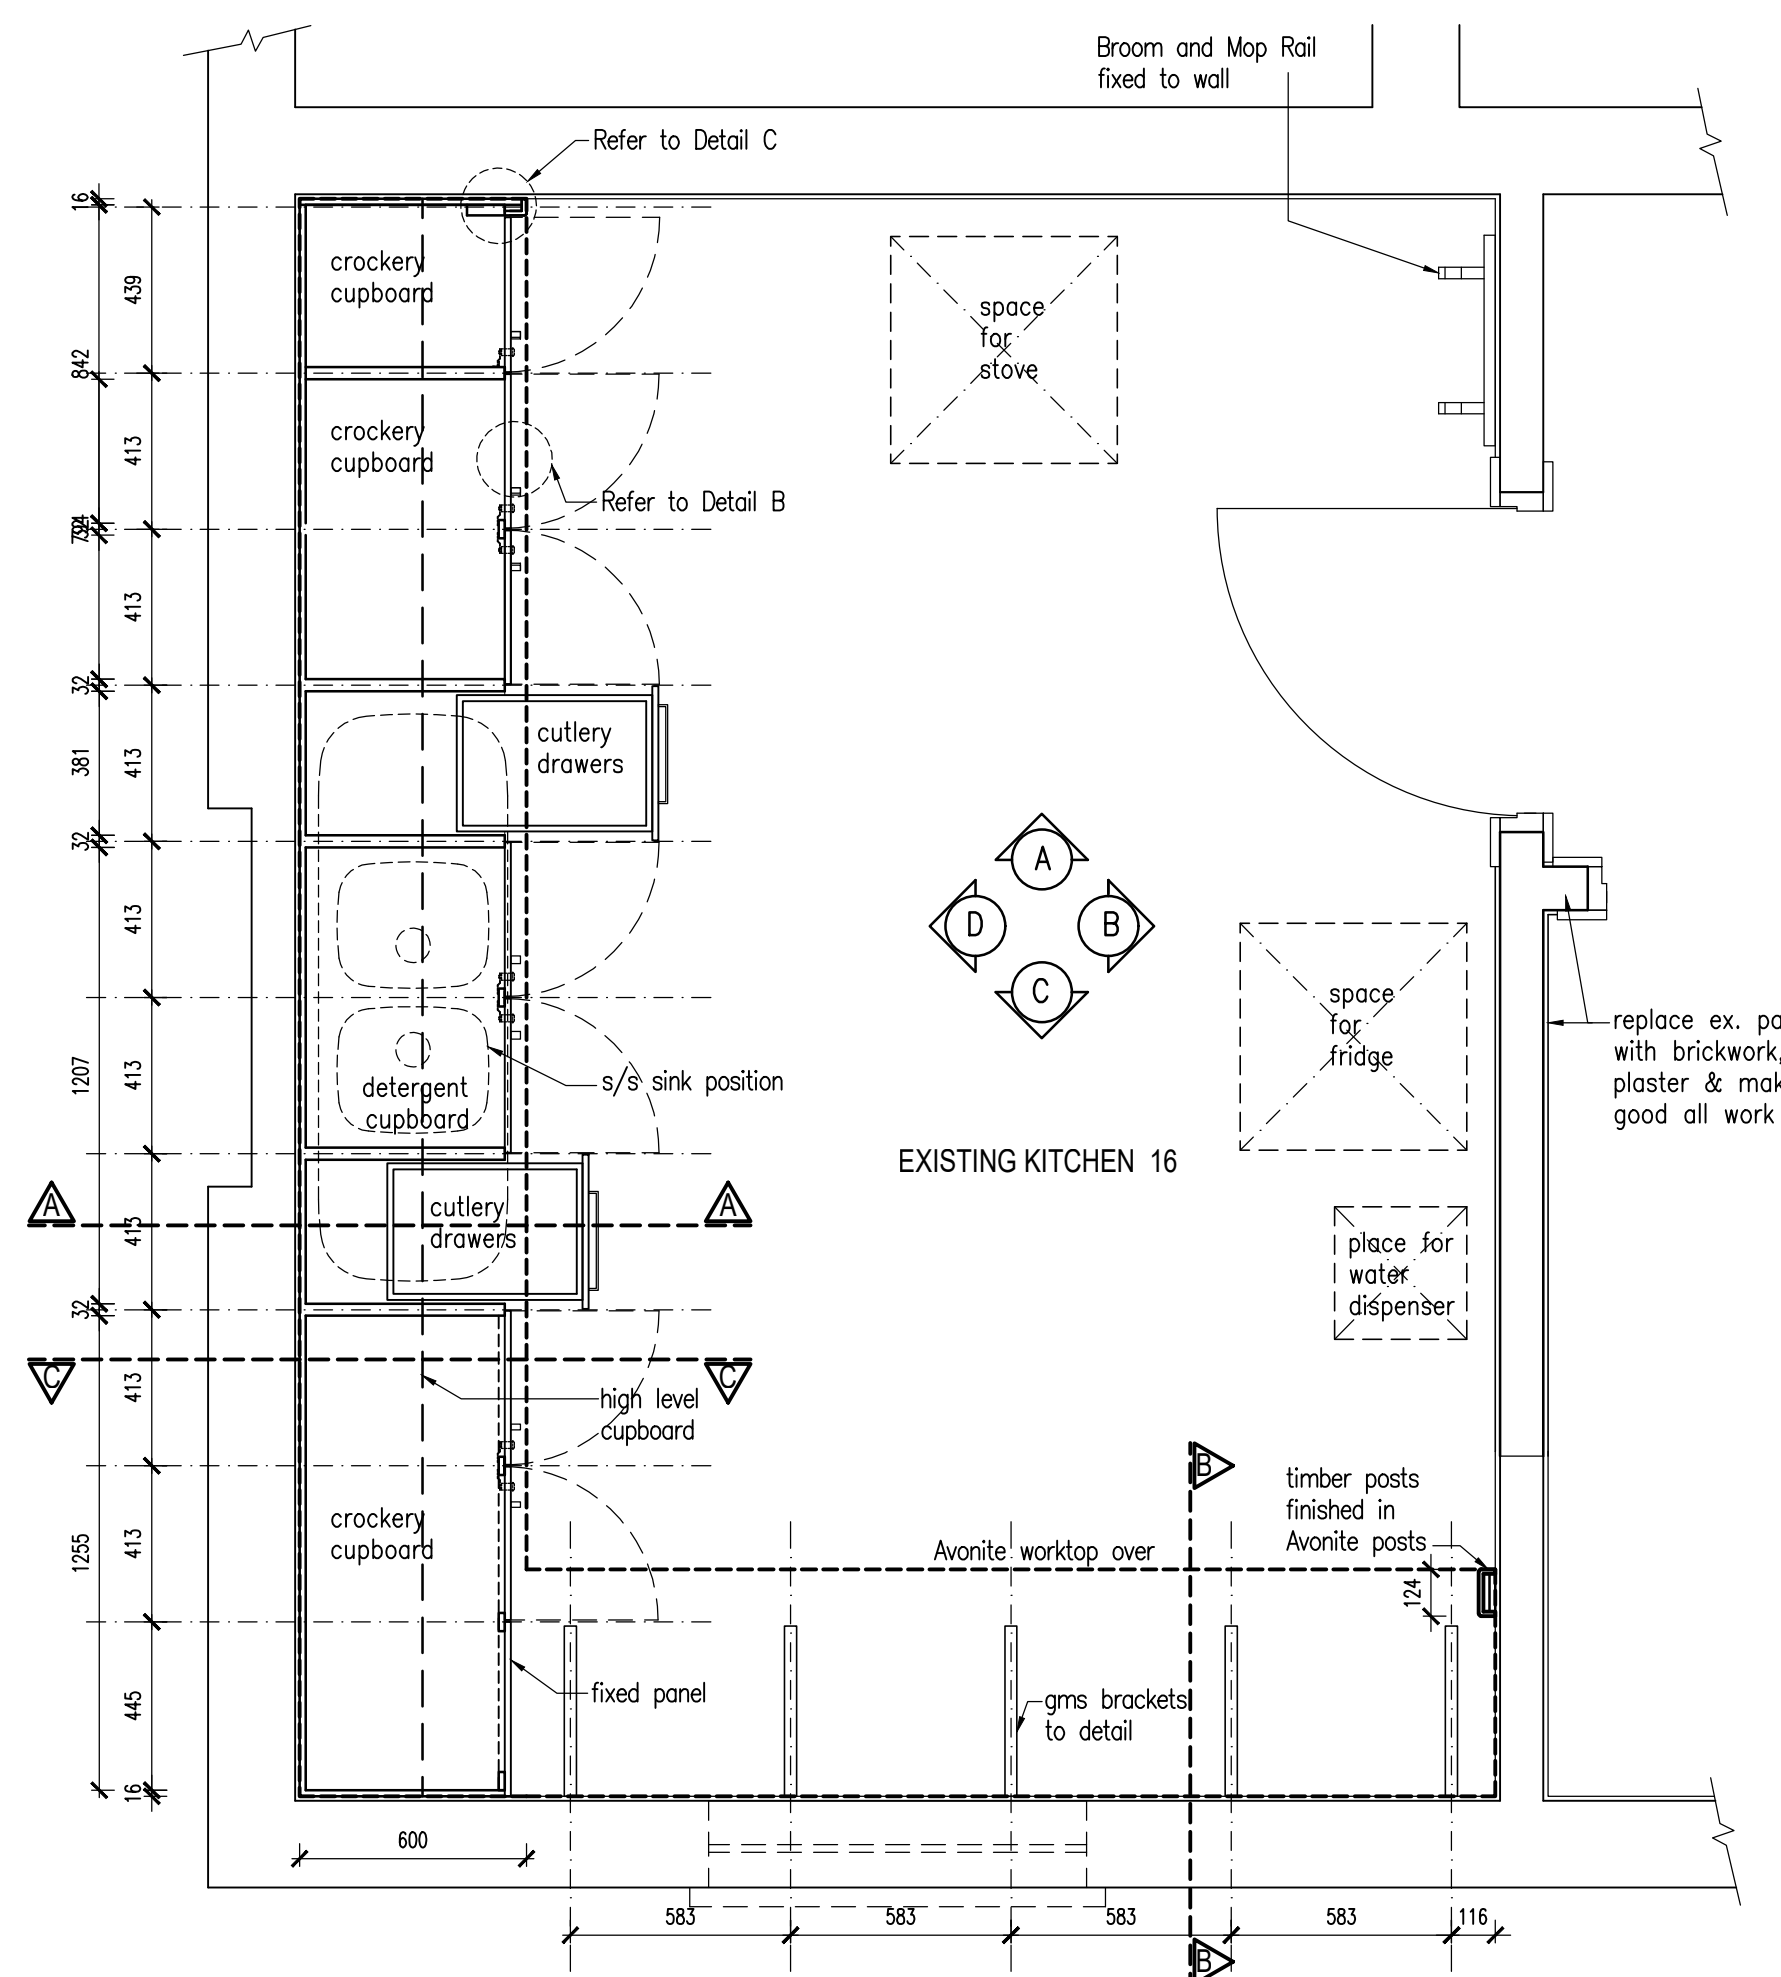 Broom and Mop Rail
fixed to wall
Refer to Detail C
16
439
842
413
32
413
32
381
413
32
413
1207
413
413
32
413
1255
413
445
16
crockery
cupboard
crockery
cupboard
Refer to Detail B
space
for
stove
cutlery
drawers
A
D
B
C
space
for
fridge
s/s sink position
detergent
cupboard
replace ex. pa
with brickwork,
plaster & mak
good all work
EXISTING KITCHEN 16
A
A
cutlery
drawers
place for
water
dispenser
C
C
high level
cupboard
B
timber posts
finished in
Avonite posts
crockery
cupboard
Avonite worktop over
124
fixed panel
gms brackets
to detail
600
583
583
583
583
116
B